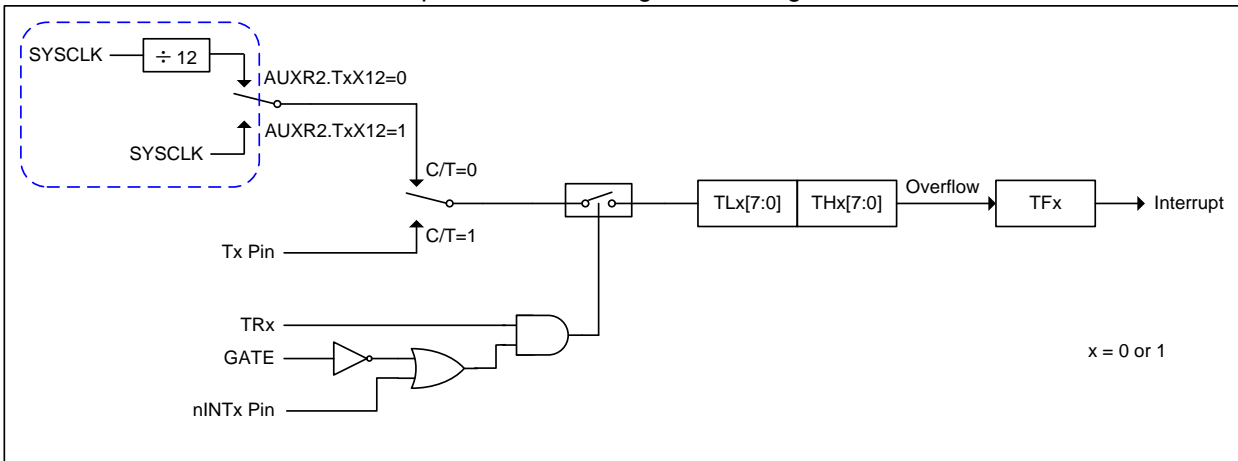 SYSCLK
÷ 12
AUXR2.TxX12=0
AUXR2.TxX12=1
SYSCLK
C/T=0
TLx[7:0] THx[7:0] Overflow TFx Interrupt
C/T=1
Tx Pin
TRx
GATE
x = 0 or 1
nINTx Pin